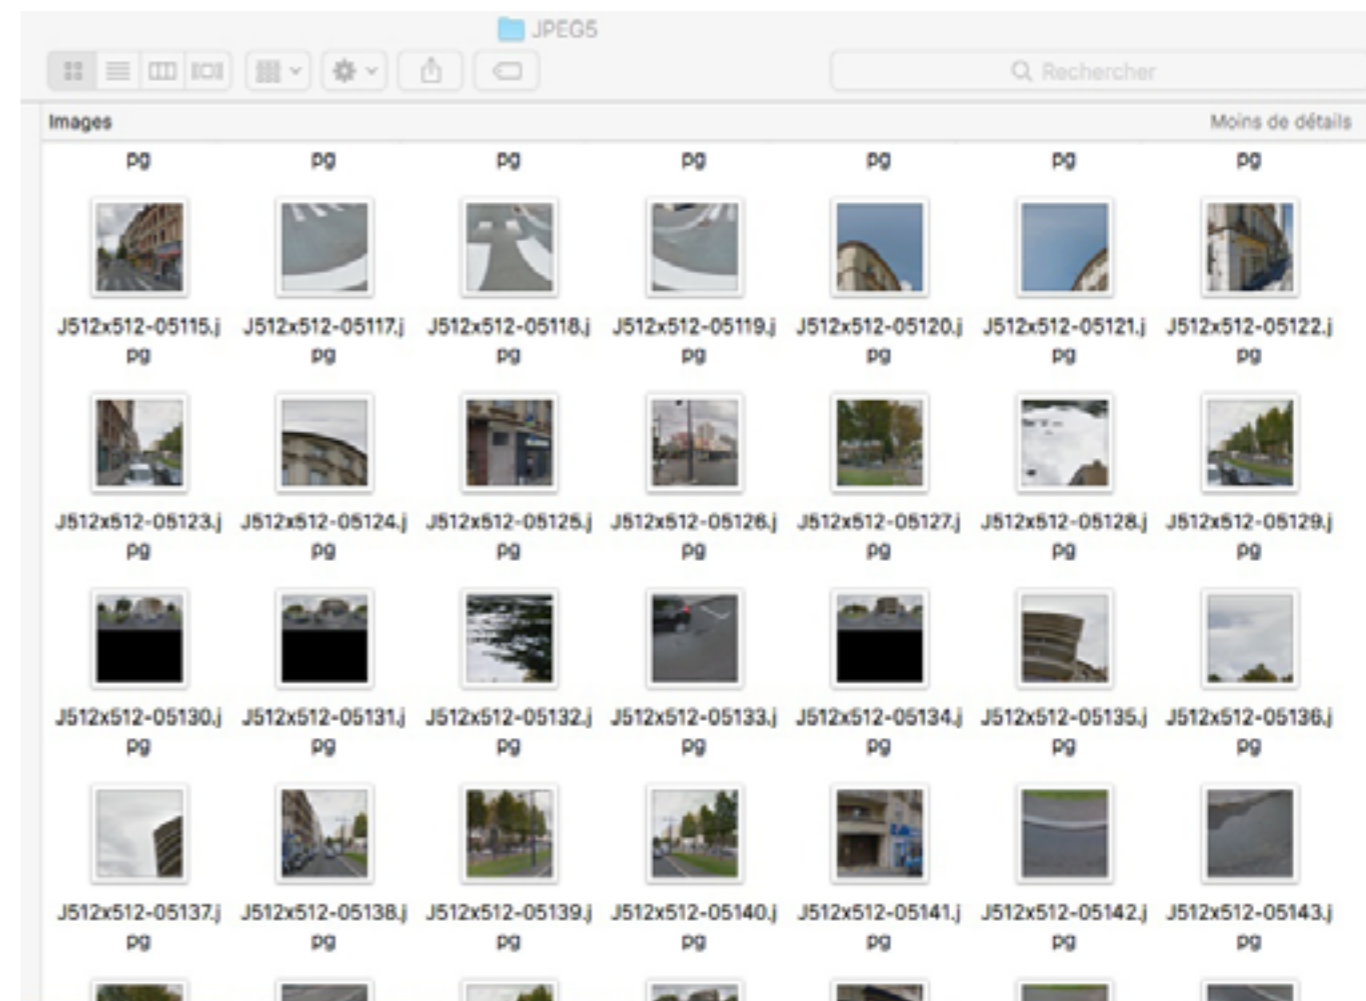 JPEG5
Rechercher
Images
Moins de détails
pg pg pg pg pg pg pg
J512x512-05115.j J512x512-05117.j J512x512-05118.j J512x512-05119.j J512x512-05120.j J512x512-05121.j J512x512-05122.j
pg pg pg pg pg pg pg
J512x512-05123.j J512x512-05124.j J512x512-05125.j J512x512-05126.j J512x512-05127.j J512x512-05128.j J512x512-05129.j
pg pg pg pg pg pg pg
J512x512-05130.j J512x512-05131.j J512x512-05132.j J512x512-05133.j J512x512-05134.j J512x512-05135.j J512x512-05136.j
pg pg pg pg pg pg pg
J512x512-05137.j J512x512-05138.j J512x512-05139.j J512x512-05140.j J512x512-05141.j J512x512-05142.j J512x512-05143.j
pg pg pg pg pg pg pg